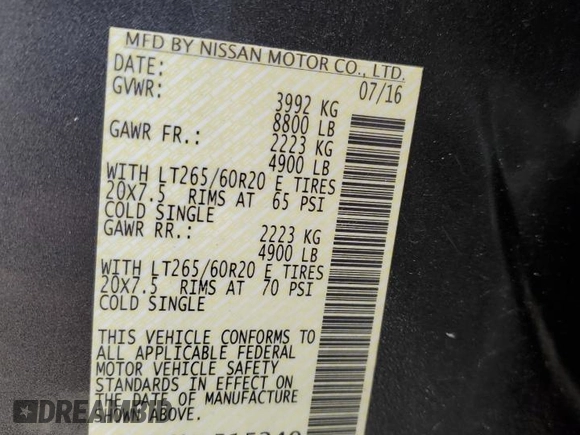 MFD BY NISSAN MOTOR CO., LTD.
DATE: 07/16
GVWR: 3992 KG
8800 LB
GAWR FR.: 2223 KG
4900 LB
WITH LT265/60R20 E TIRES
20X7.5 RIMS AT 65 PSI
COLD SINGLE
GAWR RR.: 2223 KG
4900 LB
WITH LT265/60R20 E TIRES
20X7.5 RIMS AT 70 PSI
COLD SINGLE
THIS VEHICLE CONFORMS TO
ALL APPLICABLE FEDERAL
MOTOR VEHICLE SAFETY
STANDARDS IN EFFECT ON
THE DATE OF MANUFACTURE
SHOWN ABOVE.
DREAMBID